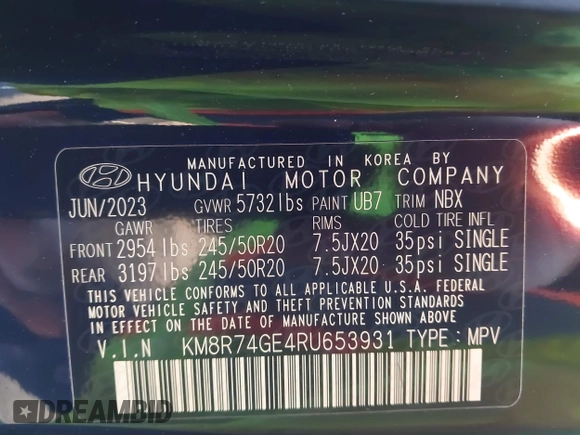 MANUFACTURED IN KOREA BY
HYUNDAI MOTOR COMPANY
JUN/2023 GVWR 5732lbs PAINT UB7 TRIM NBX
GAWR TIRES RIMS COLD TIRE INFL
FRONT 2954lbs 245/50R20 7.5JX20 35psi SINGLE
REAR 3197lbs 245/50R20 7.5JX20 35psi SINGLE
THIS VEHICLE CONFORMS TO ALL APPLICABLE U.S.A. FEDERAL
MOTOR VEHICLE SAFETY AND THEFT PREVENTION STANDARDS
IN EFFECT ON THE DATE OF MANUFACTURE SHOWN ABOVE.
V.I.N KM8R74GE4RU653931 TYPE: MPV
DREAMBID